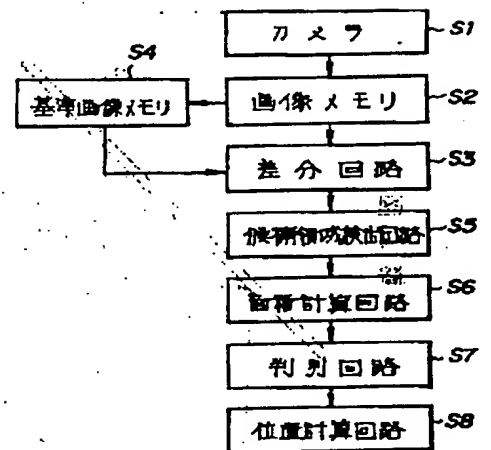 カメラ S1
S4
基準画像メモリ
画像メモリ S2
差分回路 S3
候補領域検出回路 S5
面積計算回路 S6
判別回路 S7
位置計算回路 S8